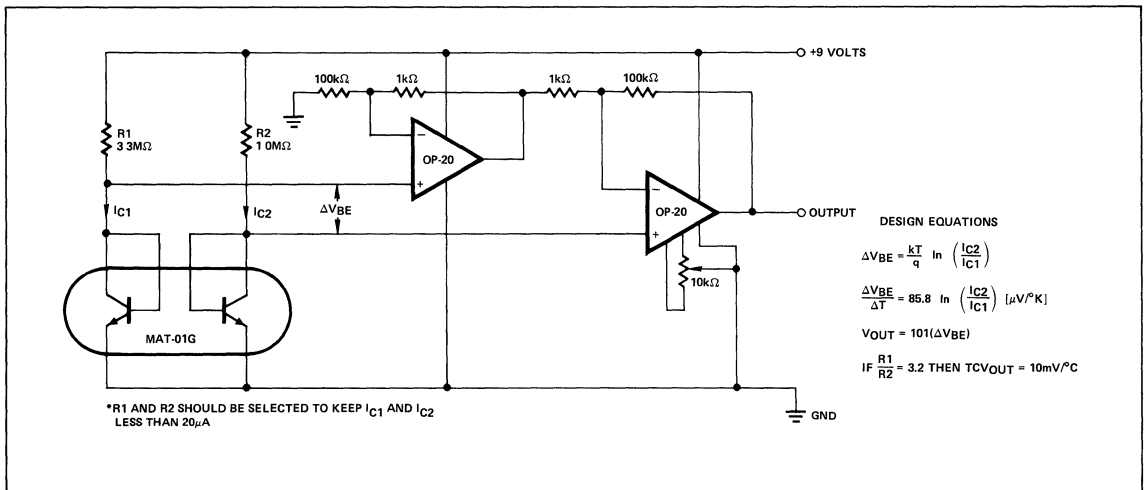 +9 VOLTS
100kΩ
1kΩ
1kΩ
100kΩ
R1
3 3MΩ
R2
1 0MΩ
−
OP-20
+
IC1
IC2
ΔVBE
−
OP-20
+
OUTPUT
10kΩ
MAT-01G
DESIGN EQUATIONS
ΔVBE = kT/q ln (IC2/IC1)
ΔVBE/ΔT = 85.8 ln (IC2/IC1) [μV/°K]
VOUT = 101(ΔVBE)
IF R1/R2 = 3.2 THEN TCVOUT = 10mV/°C
*R1 AND R2 SHOULD BE SELECTED TO KEEP IC1 AND IC2
LESS THAN 20μA
GND